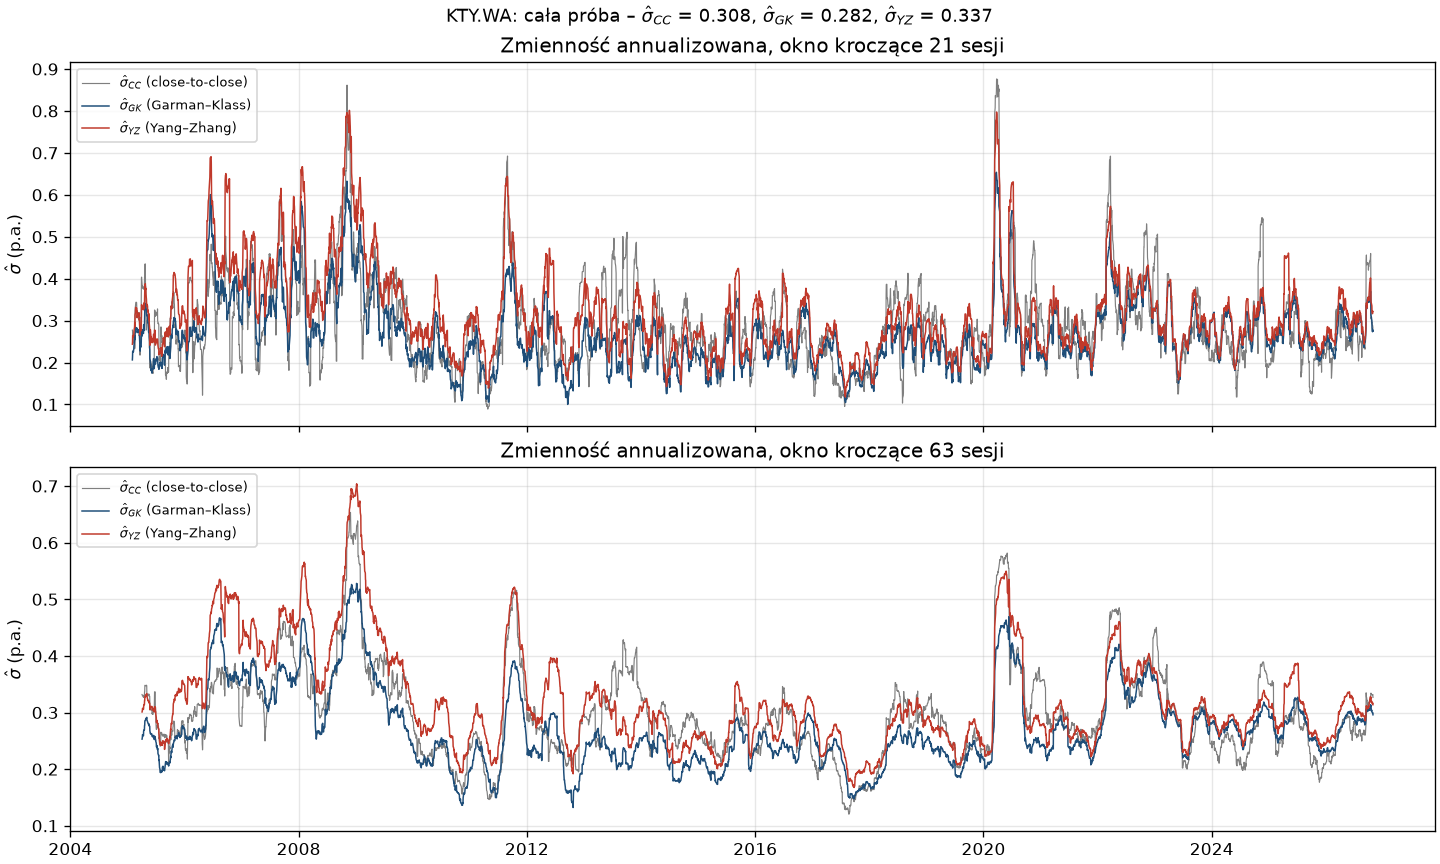 KTY.WA: cała próba – σ̂CC = 0.308, σ̂GK = 0.282, σ̂YZ = 0.337
Zmienność annualizowana, okno kroczące 21 sesji
σ̂CC (close-to-close)
σ̂GK (Garman–Klass)
σ̂YZ (Yang–Zhang)
σ̂ (p.a.)
0.9
0.8
0.7
0.6
0.5
0.4
0.3
0.2
0.1
Zmienność annualizowana, okno kroczące 63 sesji
σ̂CC (close-to-close)
σ̂GK (Garman–Klass)
σ̂YZ (Yang–Zhang)
σ̂ (p.a.)
0.7
0.6
0.5
0.4
0.3
0.2
0.1
2004 2008 2012 2016 2020 2024